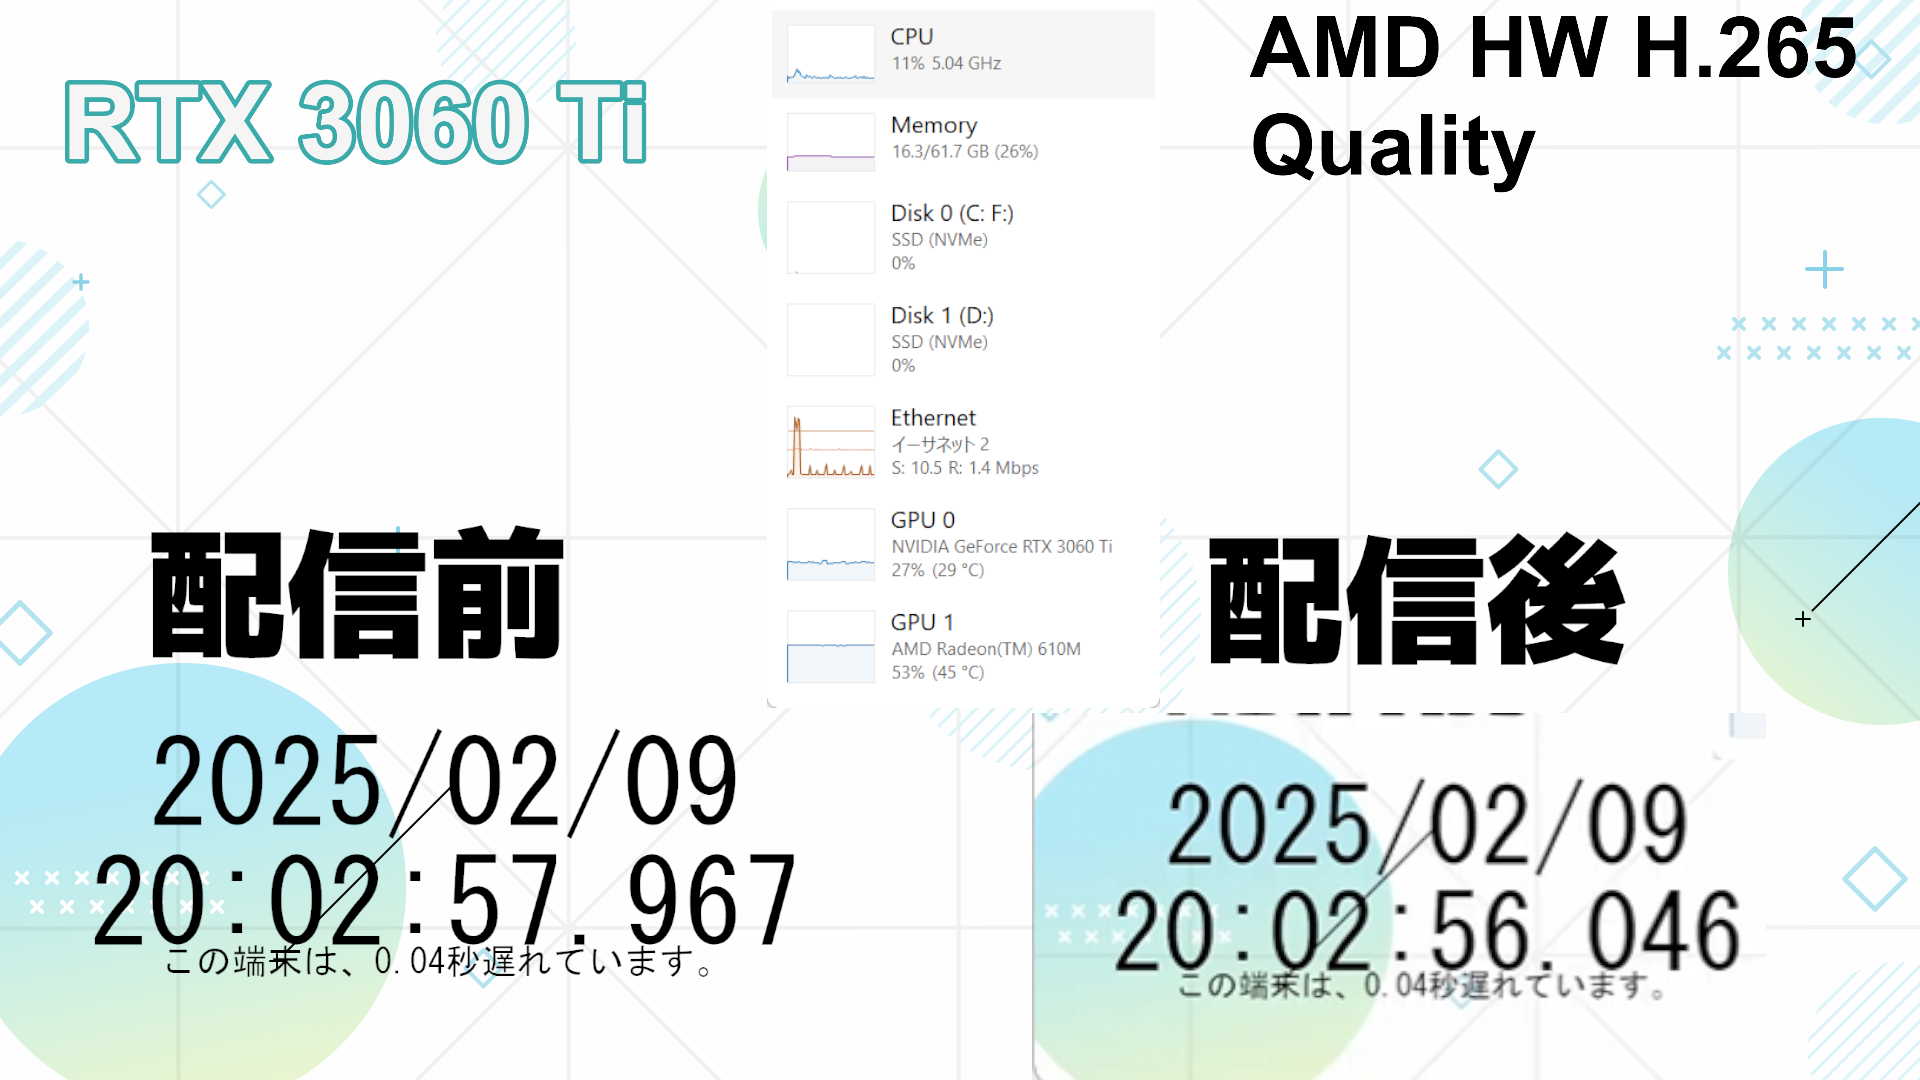 RTX 3060 Ti
CPU
11% 5.04 GHz
Memory
16.3/61.7 GB (26%)
Disk 0 (C: F:)
SSD (NVMe)
0%
Disk 1 (D:)
SSD (NVMe)
0%
Ethernet
イーサネット 2
S: 10.5 R: 1.4 Mbps
GPU 0
NVIDIA GeForce RTX 3060 Ti
27% (29 °C)
GPU 1
AMD Radeon(TM) 610M
53% (45 °C)
AMD HW H.265
Quality
配信前
2025/02/09
20:02:57.967
この端末は、0.04秒遅れています。
配信後
2025/02/09
20:02:56.046
この端末は、0.04秒遅れています。